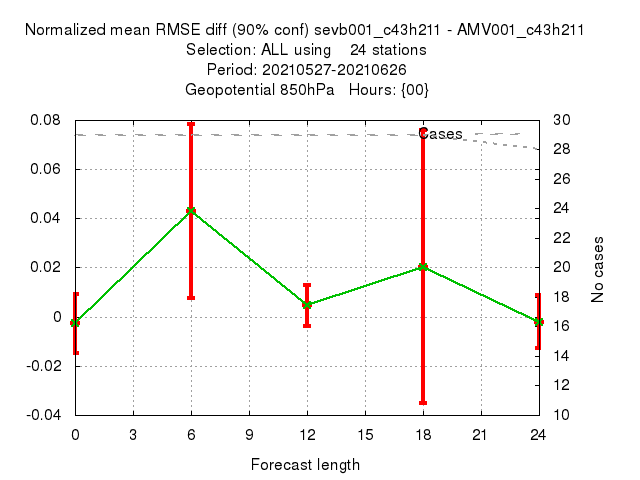 Normalized mean RMSE diff (90% conf) sevb001_c43h211 - AMV001_c43h211
Selection: ALL using    24 stations
Period: 20210527-20210626
Geopotential 850hPa   Hours: {00}
0.08
0.06
0.04
0.02
0
-0.02
-0.04
Cases
30
28
26
24
22
20
18
16
14
12
10
No cases
0 3 6 9 12 15 18 21 24
Forecast length